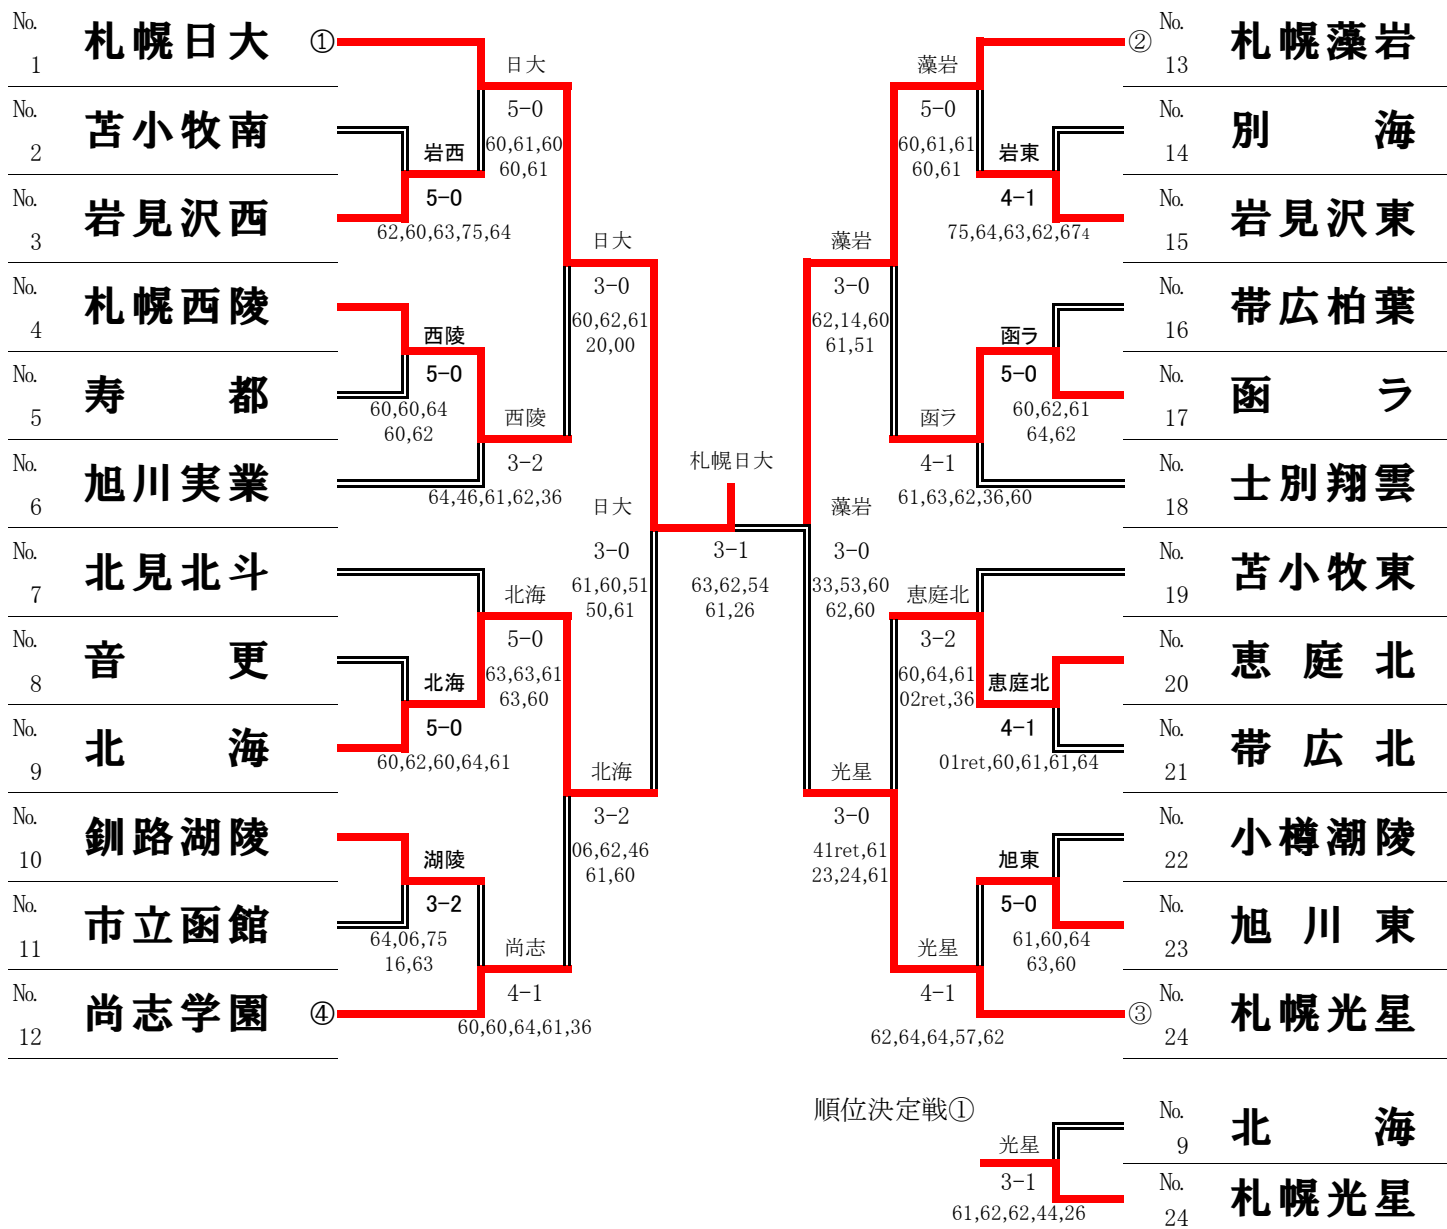 No. 1 札幌日大 ①
No. 2 苫小牧南
No. 3 岩見沢西
No. 4 札幌西陵
No. 5 寿 都
No. 6 旭川実業
No. 7 北見北斗
No. 8 音 更
No. 9 北 海
No. 10 釧路湖陵
No. 11 市立函館
No. 12 尚志学園 ④
岩西
5-0
62,60,63,75,64
西陵
5-0
60,60,64
60,62
北海
5-0
60,62,60,64,61
湖陵
3-2
64,06,75
16,63
日大
5-0
60,61,60
60,61
西陵
3-2
64,46,61,62,36
北海
5-0
63,63,61
63,60
尚志
4-1
60,60,64,61,36
日大
3-0
60,62,61
20,00
北海
3-2
06,62,46
61,60
日大
3-0
61,60,51
50,61
札幌日大
3-1
63,62,54
61,26
藻岩
3-0
33,53,60
62,60
藻岩
3-0
62,14,60
61,51
光星
3-0
41ret,61
23,24,61
藻岩
5-0
60,61,61
60,61
函ラ
4-1
61,63,62,36,60
恵庭北
3-2
60,64,61
02ret,36
光星
4-1
62,64,64,57,62
岩東
4-1
75,64,63,62,674
函ラ
5-0
60,62,61
64,62
恵庭北
4-1
01ret,60,61,61,64
旭東
5-0
61,60,64
63,60
② No. 13 札幌藻岩
No. 14 別 海
No. 15 岩見沢東
No. 16 帯広柏葉
No. 17 函 ラ
No. 18 士別翔雲
No. 19 苫小牧東
No. 20 恵 庭 北
No. 21 帯 広 北
No. 22 小樽潮陵
No. 23 旭 川 東
③ No. 24 札幌光星
順位決定戦①
No. 9 北 海
光星
3-1
61,62,62,44,26
No. 24 札幌光星